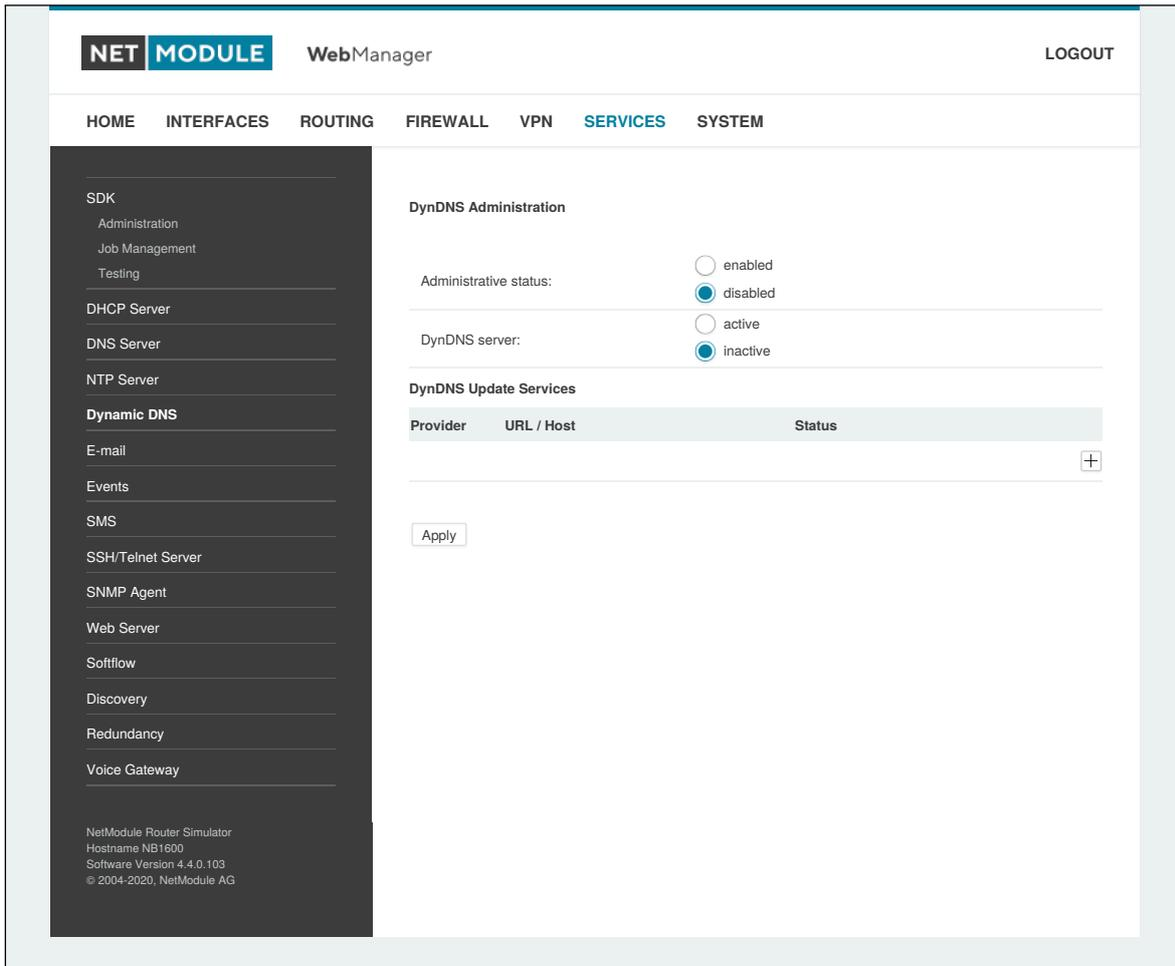 NET MODULE WebManager LOGOUT
HOME INTERFACES ROUTING FIREWALL VPN SERVICES SYSTEM
SDK
Administration
Job Management
Testing
DHCP Server
DNS Server
NTP Server
Dynamic DNS
E-mail
Events
SMS
SSH/Telnet Server
SNMP Agent
Web Server
Softflow
Discovery
Redundancy
Voice Gateway
NetModule Router Simulator
Hostname NB1600
Software Version 4.4.0.103
© 2004-2020, NetModule AG
DynDNS Administration
Administrative status:
enabled
disabled
DynDNS server:
active
inactive
DynDNS Update Services
Provider URL / Host Status
Apply